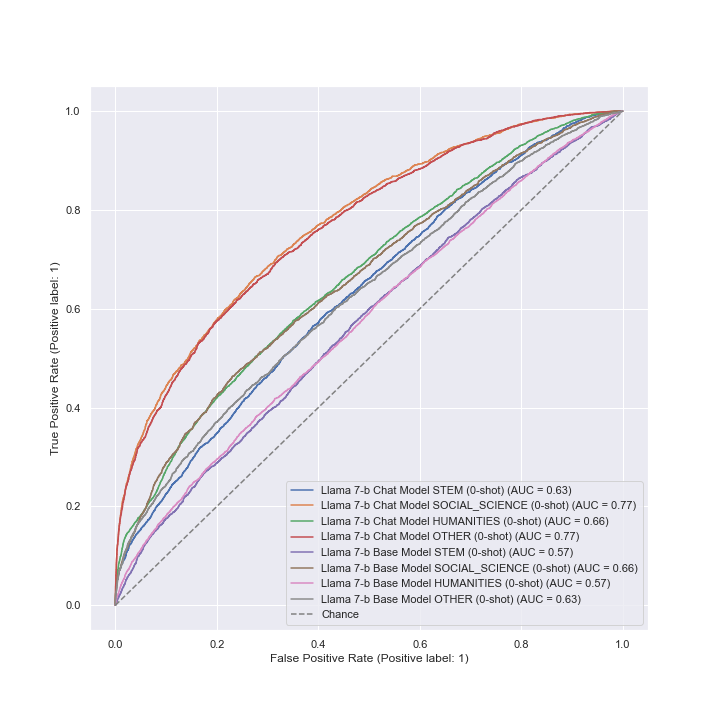 1.0
0.8
0.6
0.4
0.2
0.0
True Positive Rate (Positive label: 1)
Llama 7-b Chat Model STEM (0-shot) (AUC = 0.63)
Llama 7-b Chat Model SOCIAL_SCIENCE (0-shot) (AUC = 0.77)
Llama 7-b Chat Model HUMANITIES (0-shot) (AUC = 0.66)
Llama 7-b Chat Model OTHER (0-shot) (AUC = 0.77)
Llama 7-b Base Model STEM (0-shot) (AUC = 0.57)
Llama 7-b Base Model SOCIAL_SCIENCE (0-shot) (AUC = 0.66)
Llama 7-b Base Model HUMANITIES (0-shot) (AUC = 0.57)
Llama 7-b Base Model OTHER (0-shot) (AUC = 0.63)
Chance
0.0 0.2 0.4 0.6 0.8 1.0
False Positive Rate (Positive label: 1)